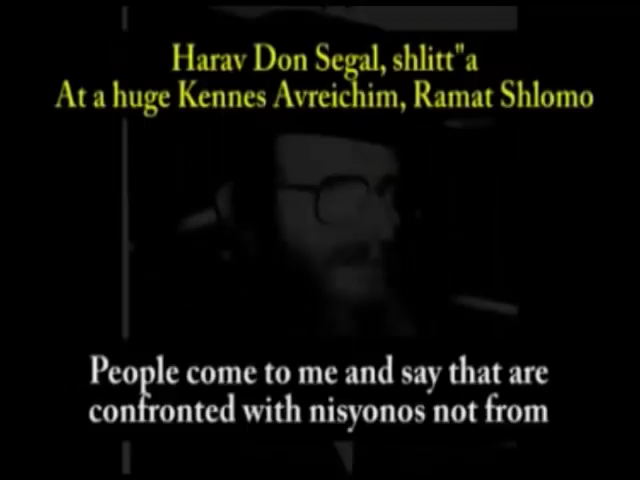 Harav Don Segal, shlitt"a
At a huge Kennes Avreichim, Ramat Shlomo
People come to me and say that are
confronted with nisyonos not from